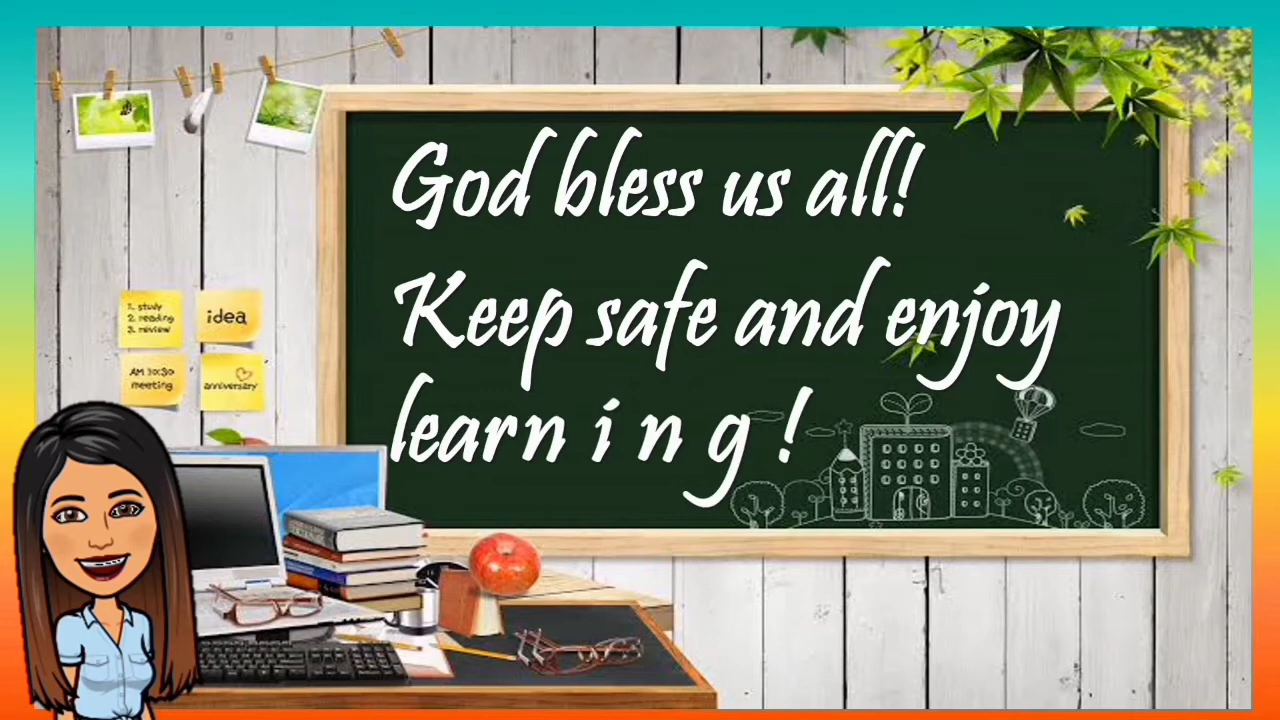 God bless us all!
Keep safe and enjoy
learn i n g !
1. study
2. reading
3. review
idea
AM 10:30
meeting
anniversary